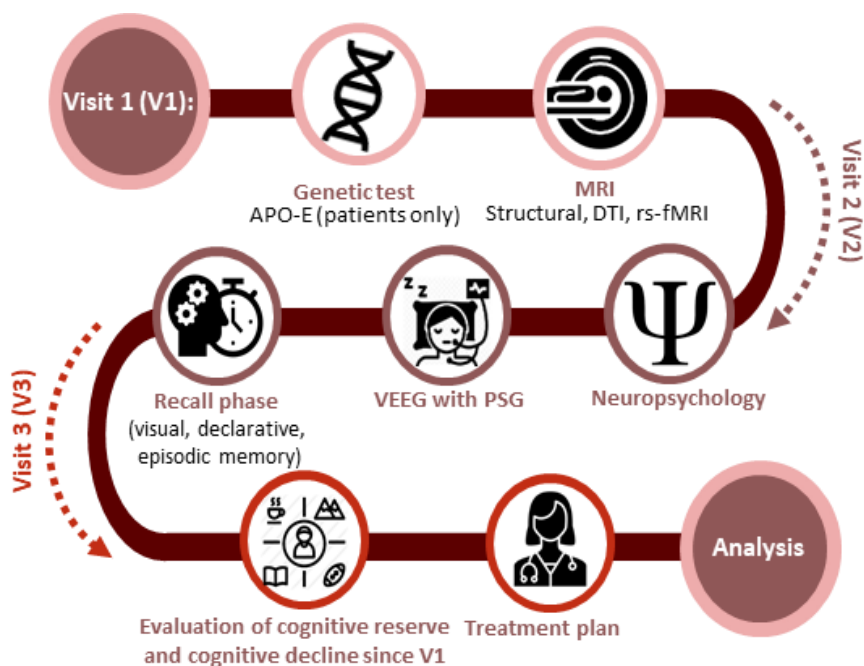 Visit 1 (V1):
Genetic test
APO-E (patients only)
MRI
Structural, DTI, rs-fMRI
Visit 2 (V2)
Recall phase
(visual, declarative,
episodic memory)
z z
VEEG with PSG
Ψ
Neuropsychology
Visit 3 (V3)
Evaluation of cognitive reserve
and cognitive decline since V1
Treatment plan
Analysis